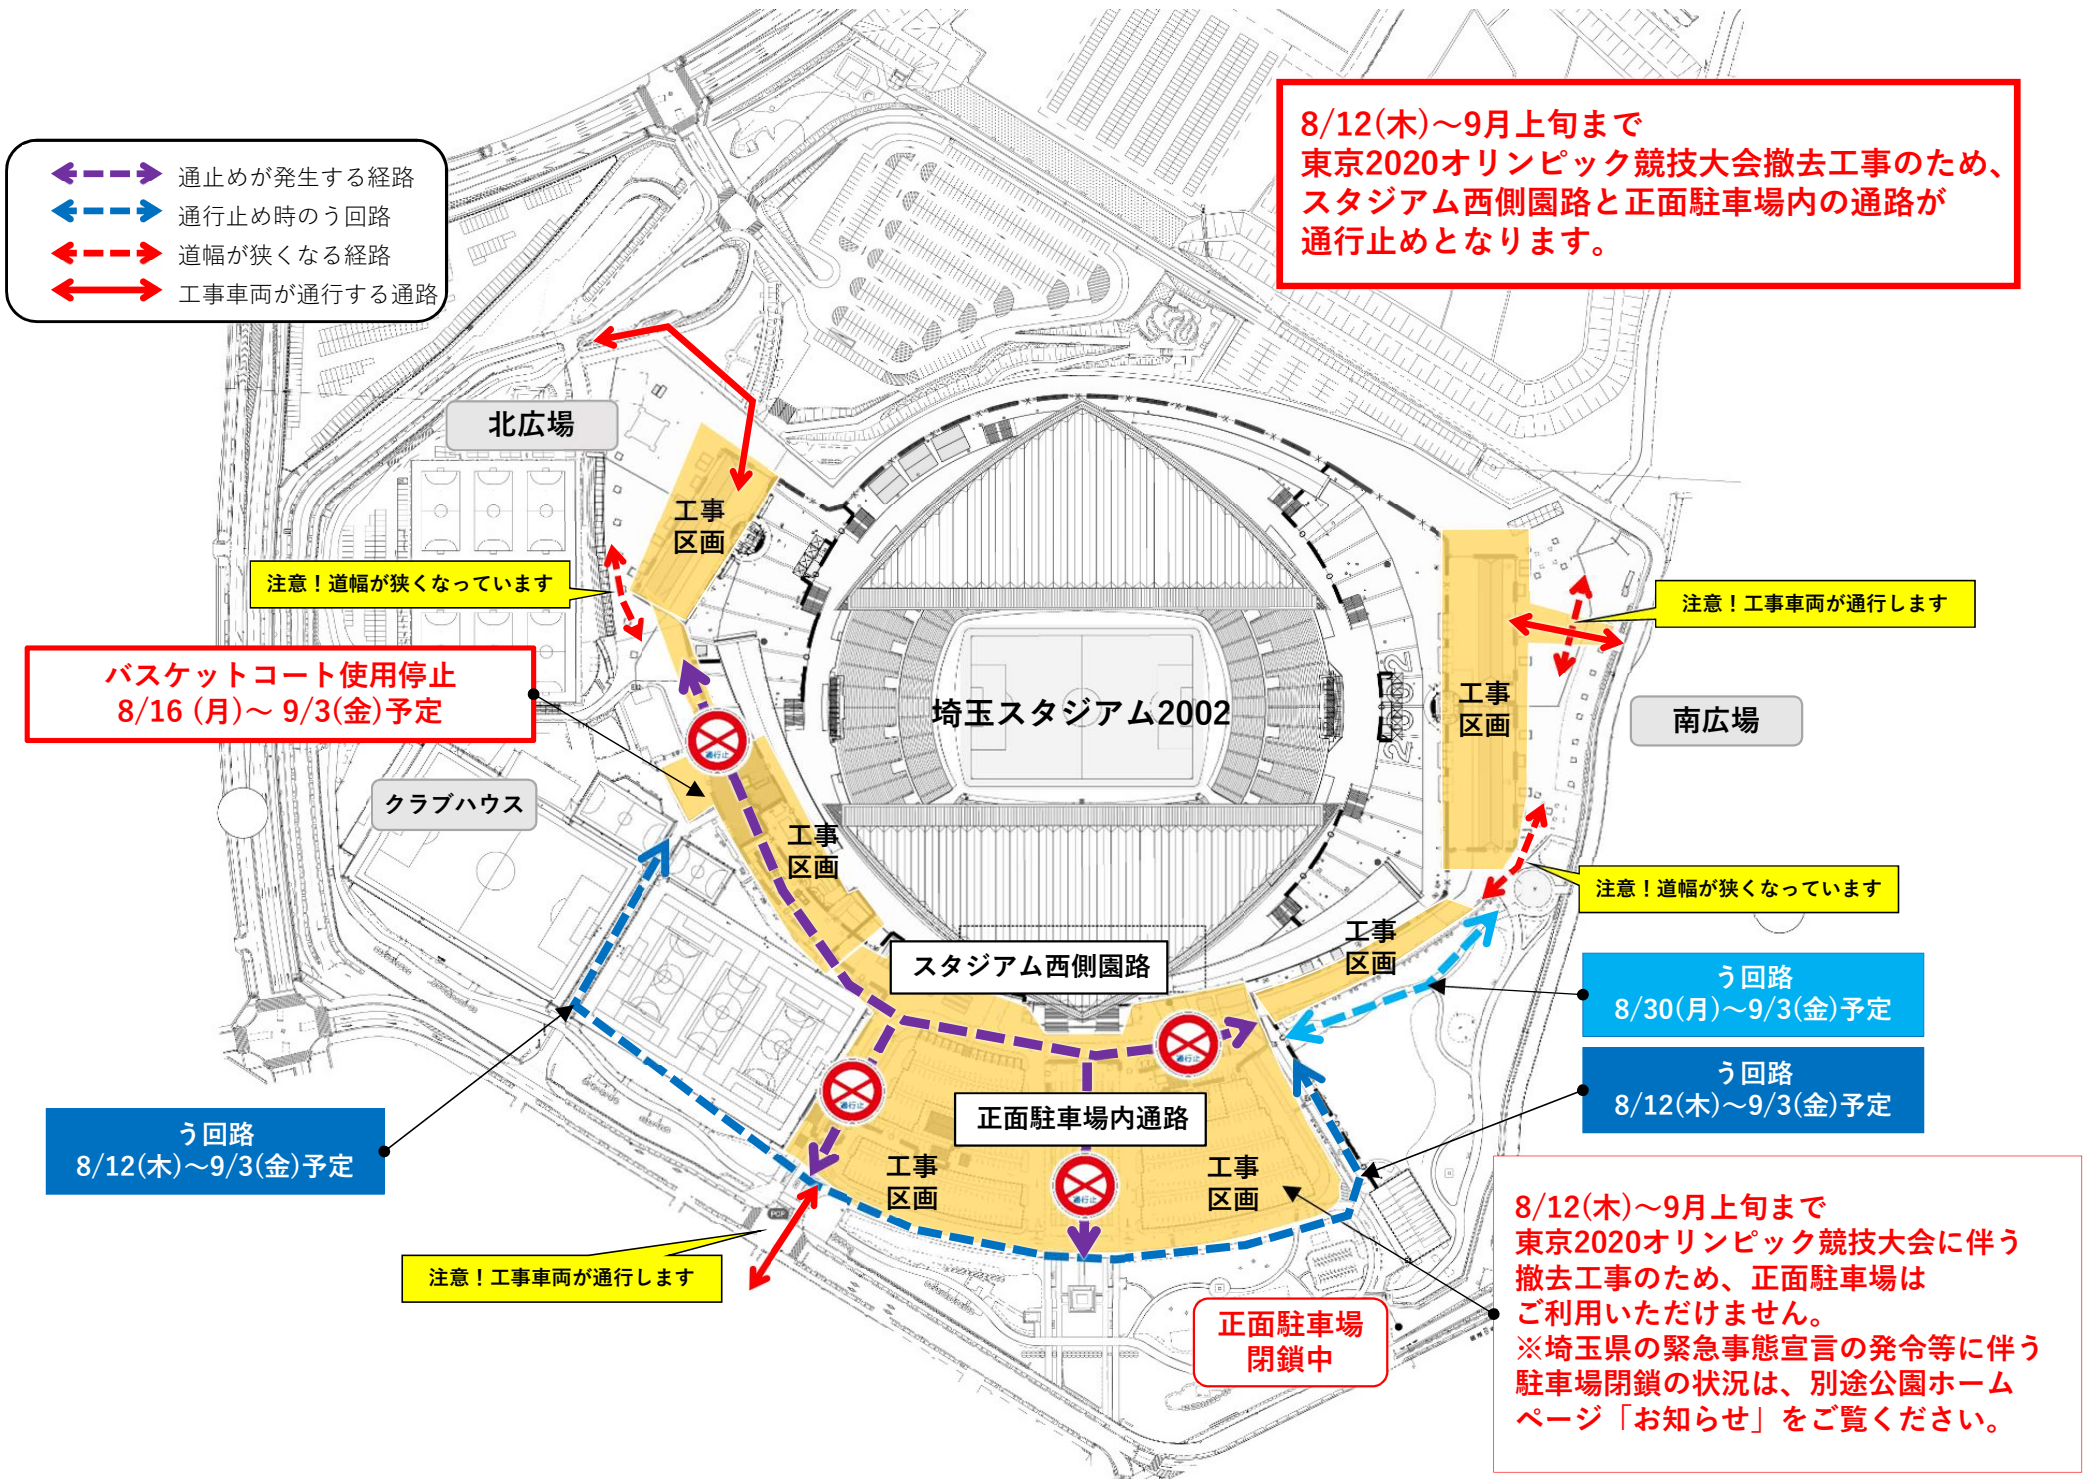 8/12(木)～9月上旬まで
東京2020オリンピック競技大会撤去工事のため、
スタジアム西側園路と正面駐車場内の通路が
通行止めとなります。
通止めが発生する経路
通行止め時のう回路
道幅が狭くなる経路
工事車両が通行する通路
北広場
工事
区画
注意！道幅が狭くなっています
注意！工事車両が通行します
バスケットコート使用停止
8/16 (月)～ 9/3(金)予定
埼玉スタジアム2002
2002
工事
区画
南広場
クラブハウス
工事
区画
注意！道幅が狭くなっています
工事
区画
スタジアム西側園路
う回路
8/30(月)～9/3(金)予定
通行止
通行止
通行止
通行止
う回路
8/12(木)～9/3(金)予定
正面駐車場内通路
う回路
8/12(木)～9/3(金)予定
工事
区画
工事
区画
注意！工事車両が通行します
正面駐車場
閉鎖中
8/12(木)～9月上旬まで
東京2020オリンピック競技大会に伴う
撤去工事のため、正面駐車場は
ご利用いただけません。
※埼玉県の緊急事態宣言の発令等に伴う
駐車場閉鎖の状況は、別途公園ホーム
ページ「お知らせ」をご覧ください。